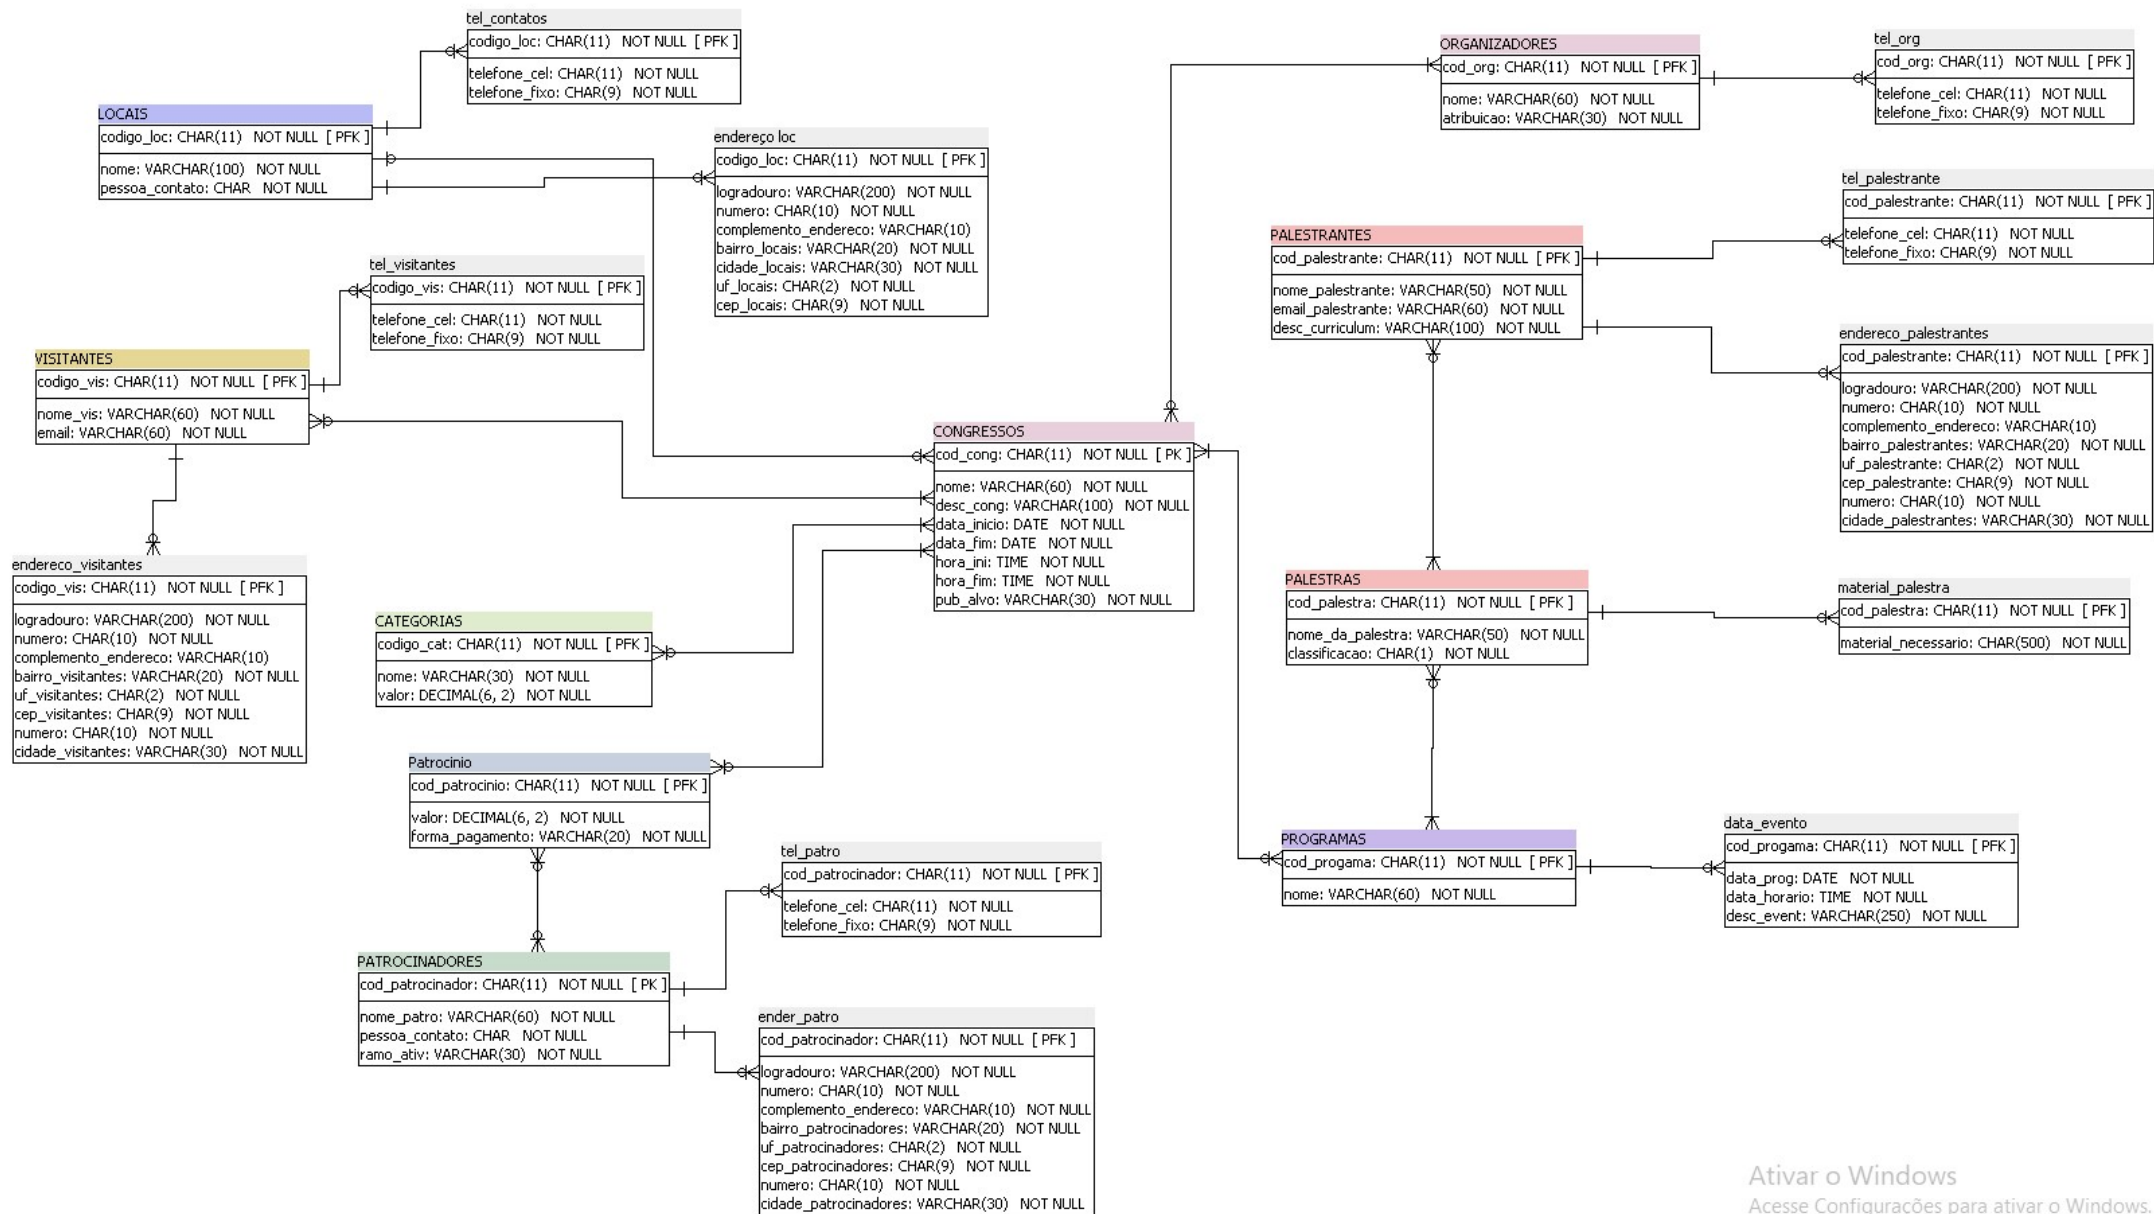 tel_contatos
codigo_loc: CHAR(11) NOT NULL [ PFK ]
telefone_cel: CHAR(11) NOT NULL
telefone_fixo: CHAR(9) NOT NULL
LOCAIS
codigo_loc: CHAR(11) NOT NULL [ PFK ]
nome: VARCHAR(100) NOT NULL
pessoa_contato: CHAR NOT NULL
endereço loc
codigo_loc: CHAR(11) NOT NULL [ PFK ]
logradouro: VARCHAR(200) NOT NULL
numero: CHAR(10) NOT NULL
complemento_endereco: VARCHAR(10)
bairro_locais: VARCHAR(20) NOT NULL
cidade_locais: VARCHAR(30) NOT NULL
uf_locais: CHAR(2) NOT NULL
cep_locais: CHAR(9) NOT NULL
tel_visitantes
codigo_vis: CHAR(11) NOT NULL [ PFK ]
telefone_cel: CHAR(11) NOT NULL
telefone_fixo: CHAR(9) NOT NULL
VISITANTES
codigo_vis: CHAR(11) NOT NULL [ PFK ]
nome_vis: VARCHAR(60) NOT NULL
email: VARCHAR(60) NOT NULL
endereco_visitantes
codigo_vis: CHAR(11) NOT NULL [ PFK ]
logradouro: VARCHAR(200) NOT NULL
numero: CHAR(10) NOT NULL
complemento_endereco: VARCHAR(10)
bairro_visitantes: VARCHAR(20) NOT NULL
uf_visitantes: CHAR(2) NOT NULL
cep_visitantes: CHAR(9) NOT NULL
numero: CHAR(10) NOT NULL
cidade_visitantes: VARCHAR(30) NOT NULL
CATEGORIAS
codigo_cat: CHAR(11) NOT NULL [ PFK ]
nome: VARCHAR(30) NOT NULL
valor: DECIMAL(6, 2) NOT NULL
Patrocinio
cod_patrocinio: CHAR(11) NOT NULL [ PFK ]
valor: DECIMAL(6, 2) NOT NULL
forma_pagamento: VARCHAR(20) NOT NULL
PATROCINADORES
cod_patrocinador: CHAR(11) NOT NULL [ PK ]
nome_patro: VARCHAR(60) NOT NULL
pessoa_contato: CHAR NOT NULL
ramo_ativ: VARCHAR(30) NOT NULL
tel_patro
cod_patrocinador: CHAR(11) NOT NULL [ PFK ]
telefone_cel: CHAR(11) NOT NULL
telefone_fixo: CHAR(9) NOT NULL
ender_patro
cod_patrocinador: CHAR(11) NOT NULL [ PFK ]
logradouro: VARCHAR(200) NOT NULL
numero: CHAR(10) NOT NULL
complemento_endereco: VARCHAR(10) NOT NULL
bairro_patrocinadores: VARCHAR(20) NOT NULL
uf_patrocinadores: CHAR(2) NOT NULL
cep_patrocinadores: CHAR(9) NOT NULL
numero: CHAR(10) NOT NULL
cidade_patrocinadores: VARCHAR(30) NOT NULL
CONGRESSOS
cod_cong: CHAR(11) NOT NULL [ PK ]
nome: VARCHAR(60) NOT NULL
desc_cong: VARCHAR(100) NOT NULL
data_inicio: DATE NOT NULL
data_fim: DATE NOT NULL
hora_ini: TIME NOT NULL
hora_fim: TIME NOT NULL
pub_alvo: VARCHAR(30) NOT NULL
ORGANIZADORES
cod_org: CHAR(11) NOT NULL [ PFK ]
nome: VARCHAR(60) NOT NULL
atribuicao: VARCHAR(30) NOT NULL
tel_org
cod_org: CHAR(11) NOT NULL [ PFK ]
telefone_cel: CHAR(11) NOT NULL
telefone_fixo: CHAR(9) NOT NULL
tel_palestrante
cod_palestrante: CHAR(11) NOT NULL [ PFK ]
telefone_cel: CHAR(11) NOT NULL
telefone_fixo: CHAR(9) NOT NULL
PALESTRANTES
cod_palestrante: CHAR(11) NOT NULL [ PFK ]
nome_palestrante: VARCHAR(50) NOT NULL
email_palestrante: VARCHAR(60) NOT NULL
desc_curriculum: VARCHAR(100) NOT NULL
endereco_palestrantes
cod_palestrante: CHAR(11) NOT NULL [ PFK ]
logradouro: VARCHAR(200) NOT NULL
numero: CHAR(10) NOT NULL
complemento_endereco: VARCHAR(10)
bairro_palestrantes: VARCHAR(20) NOT NULL
uf_palestrante: CHAR(2) NOT NULL
cep_palestrante: CHAR(9) NOT NULL
numero: CHAR(10) NOT NULL
cidade_palestrantes: VARCHAR(30) NOT NULL
PALESTRAS
cod_palestra: CHAR(11) NOT NULL [ PFK ]
nome_da_palestra: VARCHAR(50) NOT NULL
classificacao: CHAR(1) NOT NULL
material_palestra
cod_palestra: CHAR(11) NOT NULL [ PFK ]
material_necessario: CHAR(500) NOT NULL
PROGRAMAS
cod_progama: CHAR(11) NOT NULL [ PFK ]
nome: VARCHAR(60) NOT NULL
data_evento
cod_progama: CHAR(11) NOT NULL [ PFK ]
data_prog: DATE NOT NULL
data_horario: TIME NOT NULL
desc_event: VARCHAR(250) NOT NULL
Ativar o Windows
Acesse Configurações para ativar o Windows.